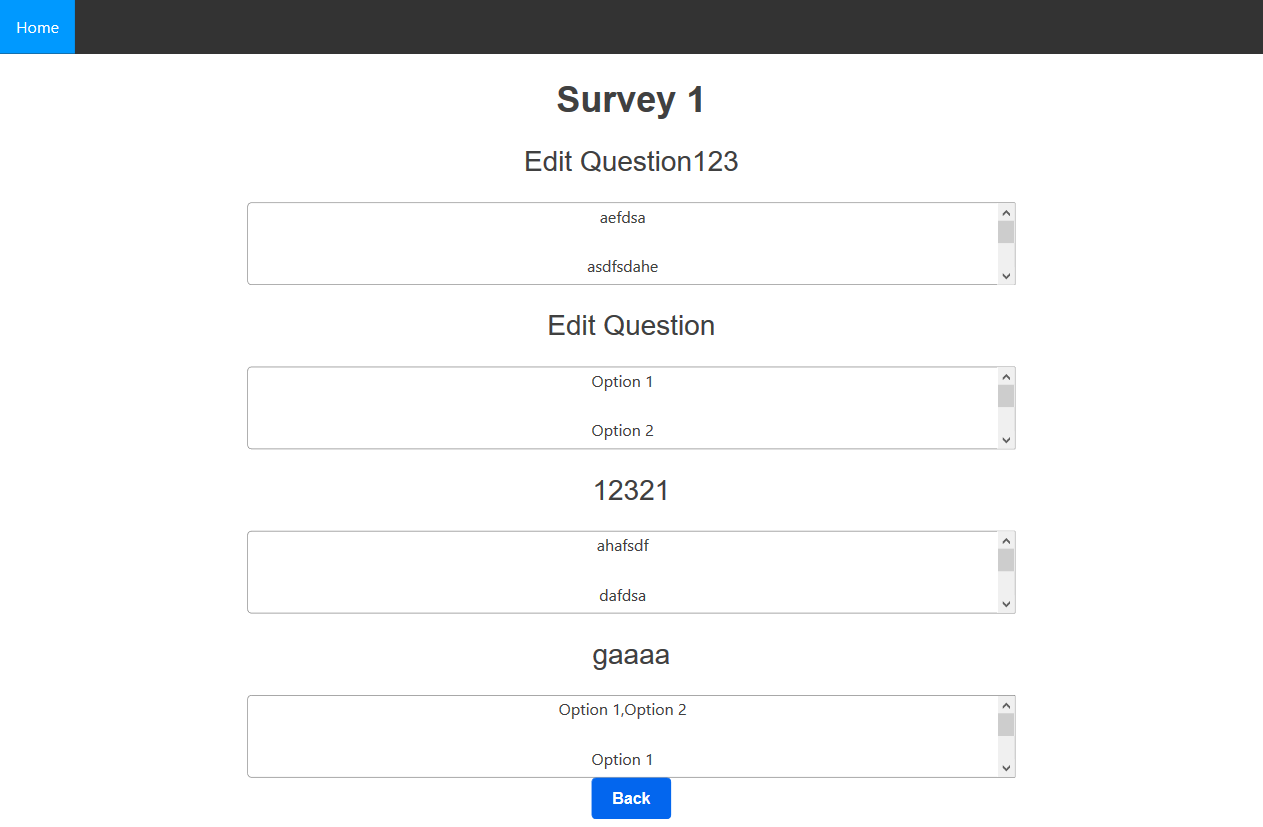 Home
Survey 1
Edit Question123
aefdsa
asdfsdahe
Edit Question
Option 1
Option 2
12321
ahafsdf
dafdsa
gaaaa
Option 1,Option 2
Option 1
Back